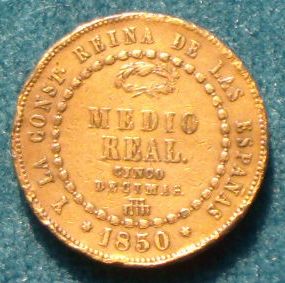 Y LA CONST. REINA DE LAS ESPAÑAS
MEDIO
REAL.
CINCO
DECIMAS
* 1850 *